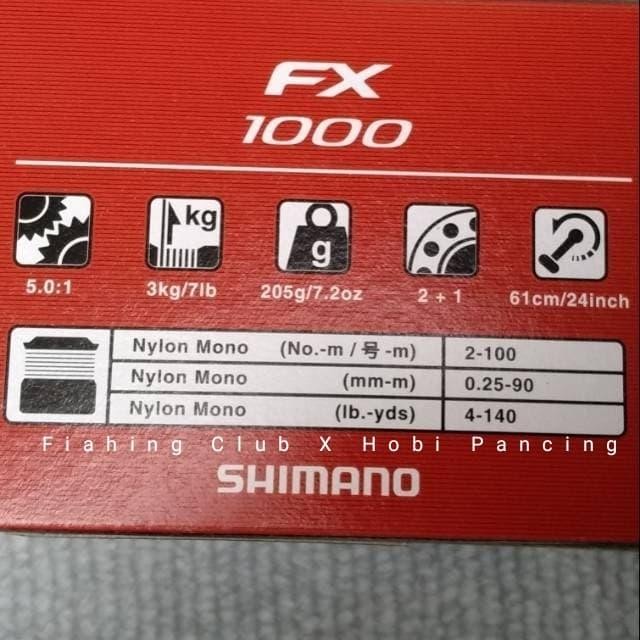 FX
1000
kg
g
5.0:1 3kg/7lb 205g/7.2oz 2 + 1 61cm/24inch
Nylon Mono (No.-m / 号 -m) 2-100
Nylon Mono (mm-m) 0.25-90
Nylon Mono (lb.-yds) 4-140
Fiahing Club X Hobi Pancing
SHIMANO